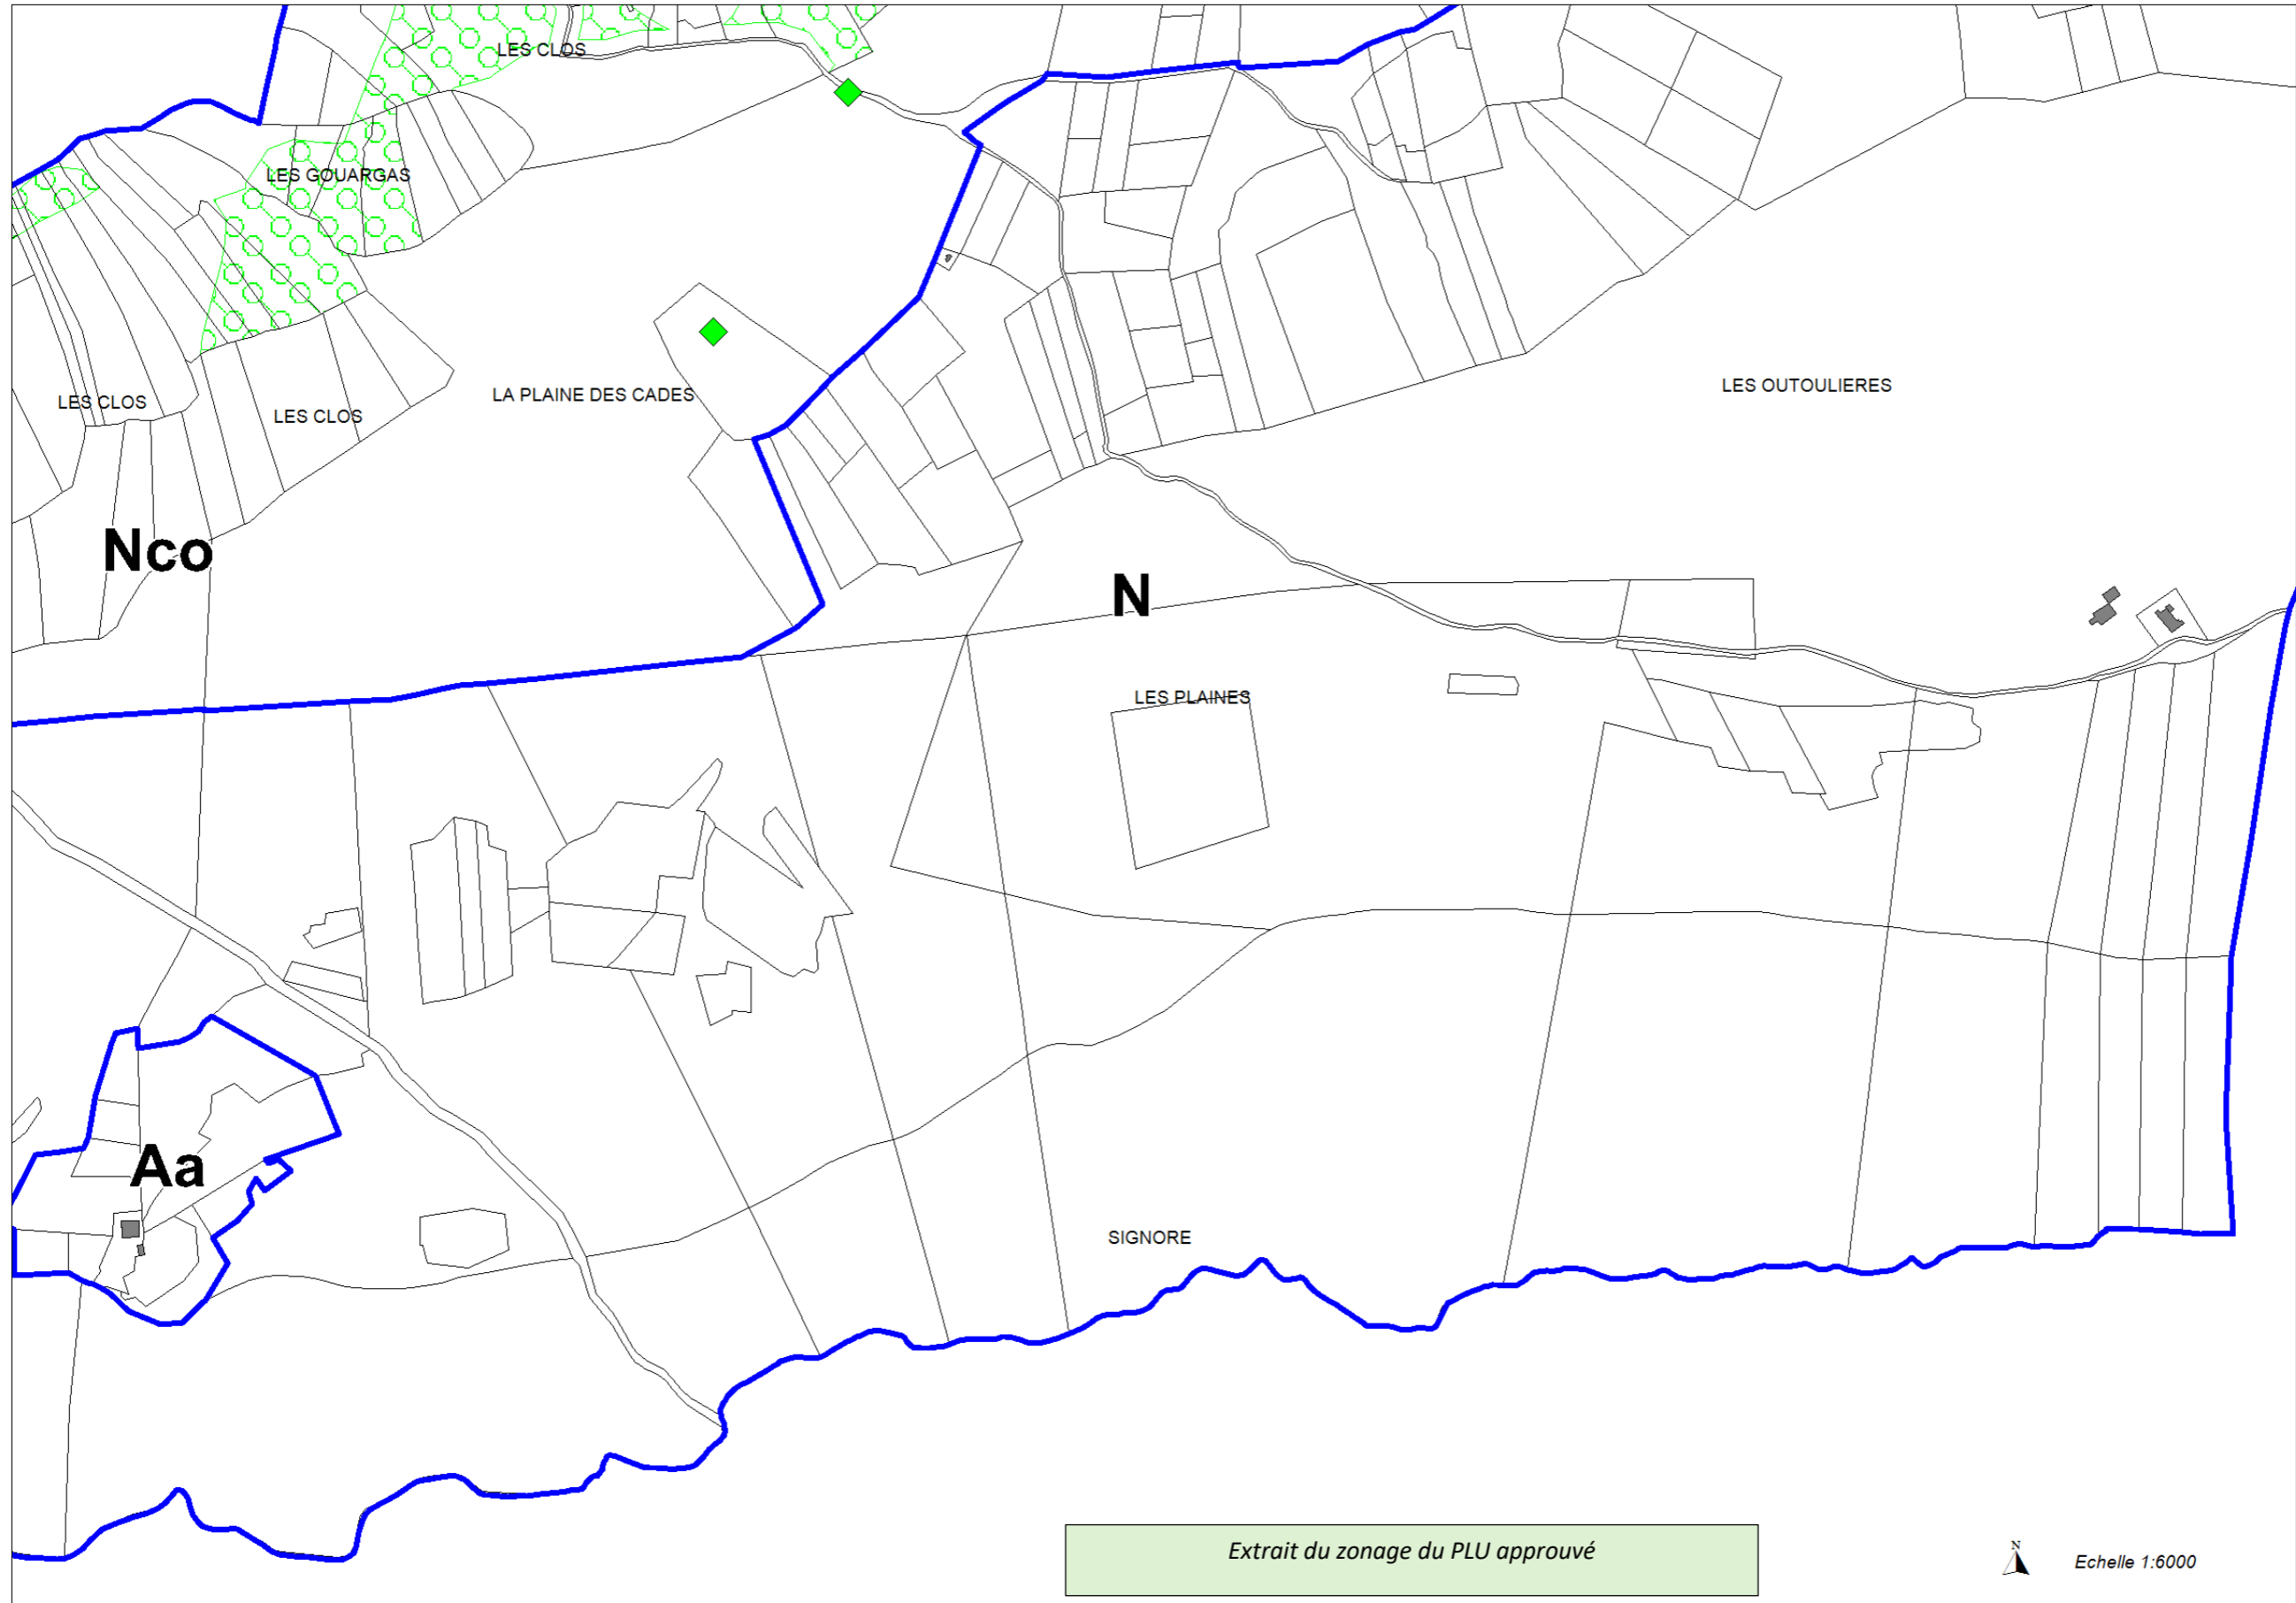 LES CLOS
LES GOUARGAS
LES CLOS
LES CLOS
LA PLAINE DES CADES
LES OUTOULIERES
Nco
N
LES PLAINES
Aa
SIGNORE
Extrait du zonage du PLU approuvé
N
Echelle 1:6000